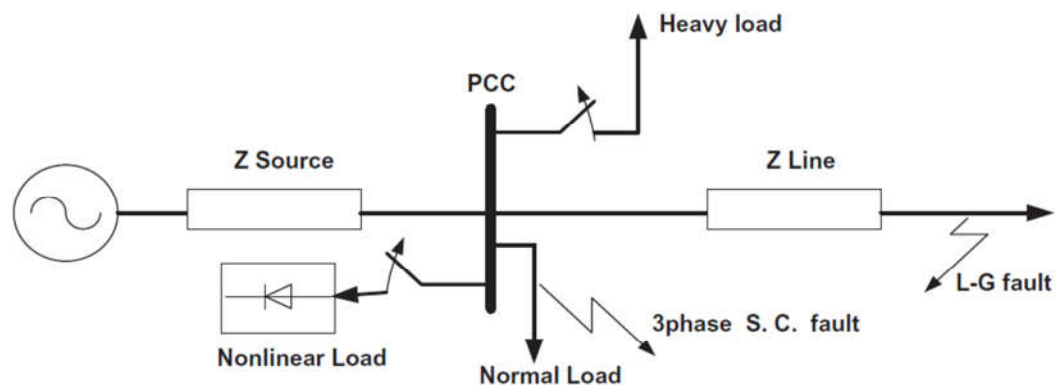 Heavy load
PCC
Z Source
Z Line
L-G fault
3phase S. C. fault
Nonlinear Load
Normal Load